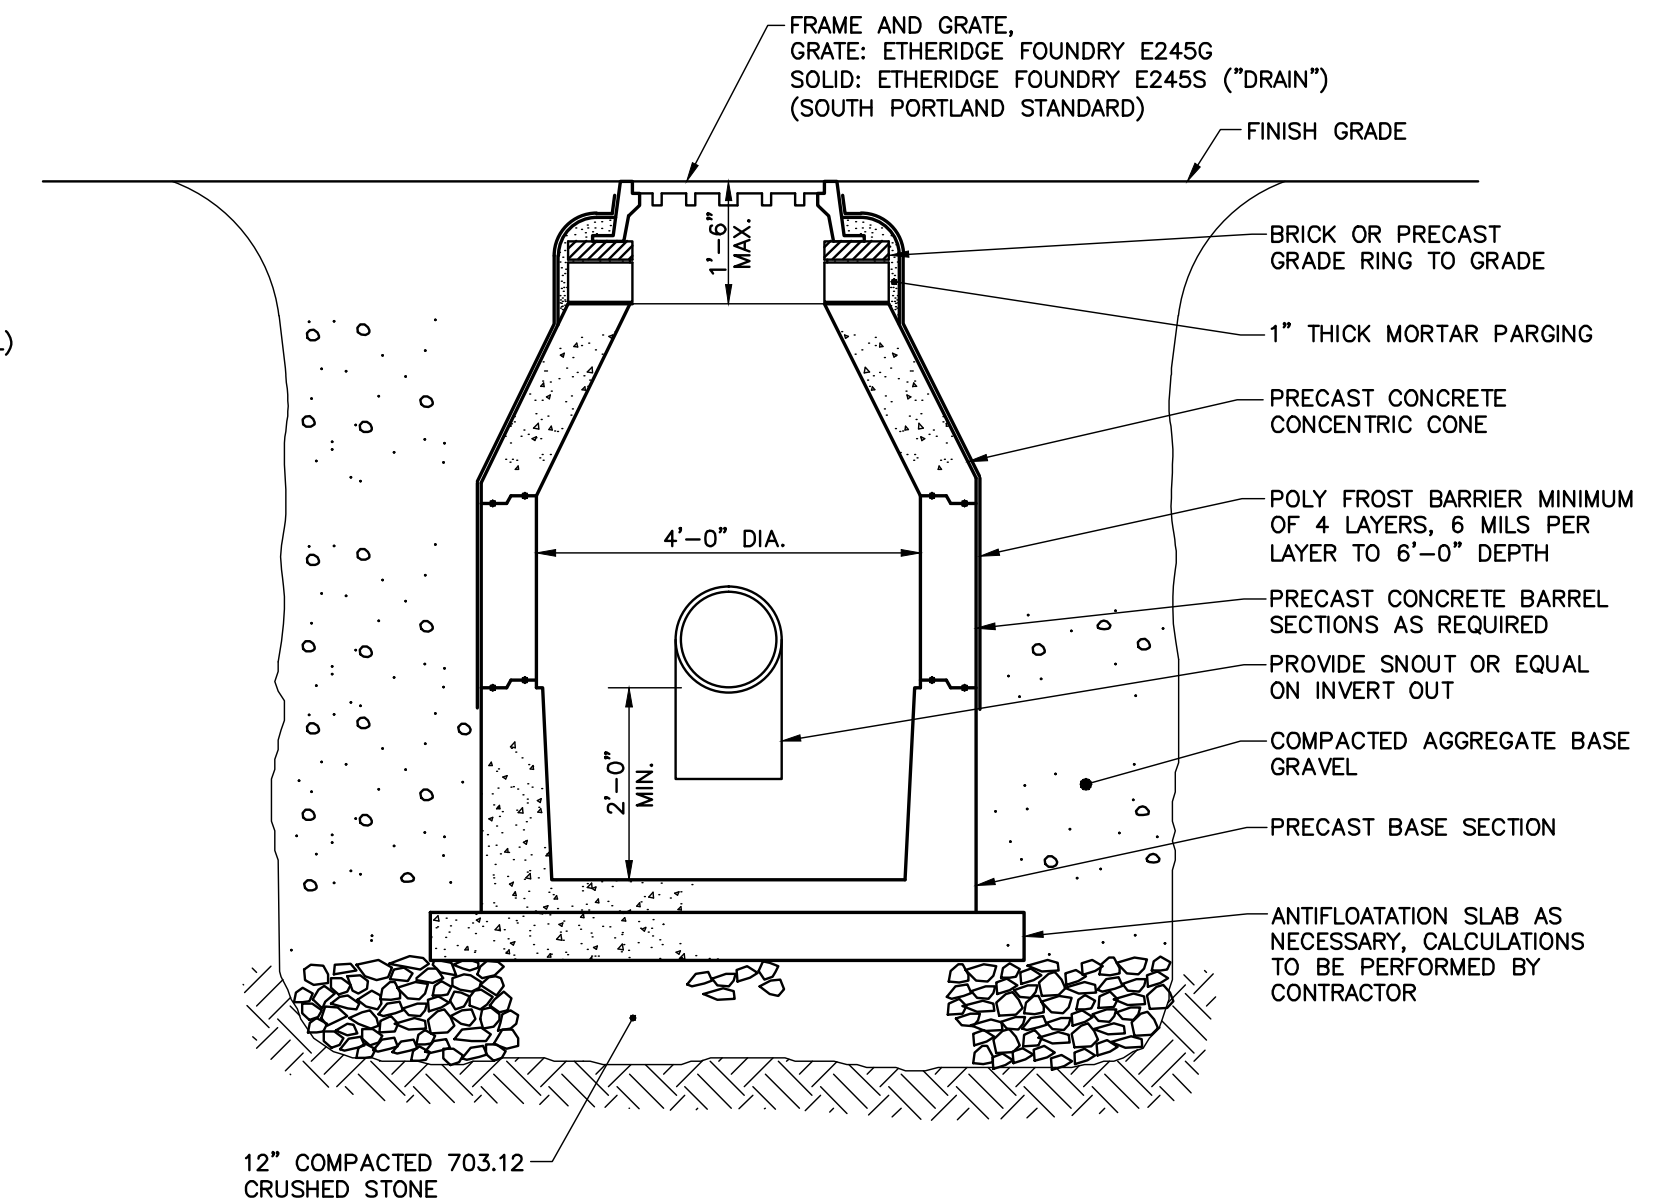 FRAME AND GRATE,
GRATE: ETHERIDGE FOUNDRY E245G
SOLID: ETHERIDGE FOUNDRY E245S ("DRAIN")
(SOUTH PORTLAND STANDARD)
FINISH GRADE
1'-6"
MAX.
BRICK OR PRECAST
GRADE RING TO GRADE
1" THICK MORTAR PARGING
PRECAST CONCRETE
CONCENTRIC CONE
POLY FROST BARRIER MINIMUM
OF 4 LAYERS, 6 MILS PER
LAYER TO 6'-0" DEPTH
4'-0" DIA.
PRECAST CONCRETE BARREL
SECTIONS AS REQUIRED
PROVIDE SNOUT OR EQUAL
ON INVERT OUT
2'-0"
MIN.
COMPACTED AGGREGATE BASE
GRAVEL
PRECAST BASE SECTION
ANTIFLOATATION SLAB AS
NECESSARY, CALCULATIONS
TO BE PERFORMED BY
CONTRACTOR
12" COMPACTED 703.12
CRUSHED STONE